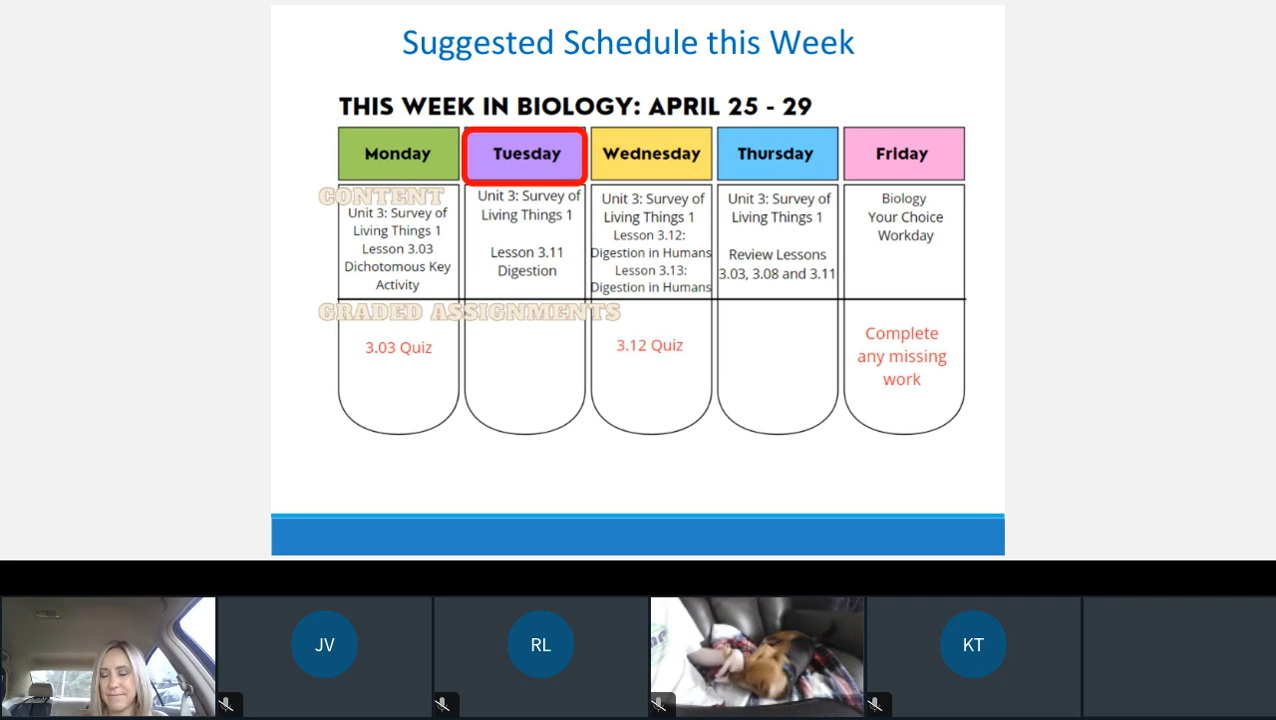 Suggested Schedule this Week
THIS WEEK IN BIOLOGY: APRIL 25 - 29
Monday
Tuesday
Wednesday
Thursday
Friday
CONTENT
Unit 3: Survey of
Living Things 1
Lesson 3.03
Dichotomous Key
Activity
Unit 3: Survey of
Living Things 1
Lesson 3.11
Digestion
Unit 3: Survey of
Living Things 1
Lesson 3.12:
Digestion in Humans
Lesson 3.13:
Digestion in Humans
Unit 3: Survey of
Living Things 1
Review Lessons
3.03, 3.08 and 3.11
Biology
Your Choice
Workday
GRADED ASSIGNMENTS
3.03 Quiz
3.12 Quiz
Complete
any missing
work
JV
RL
KT